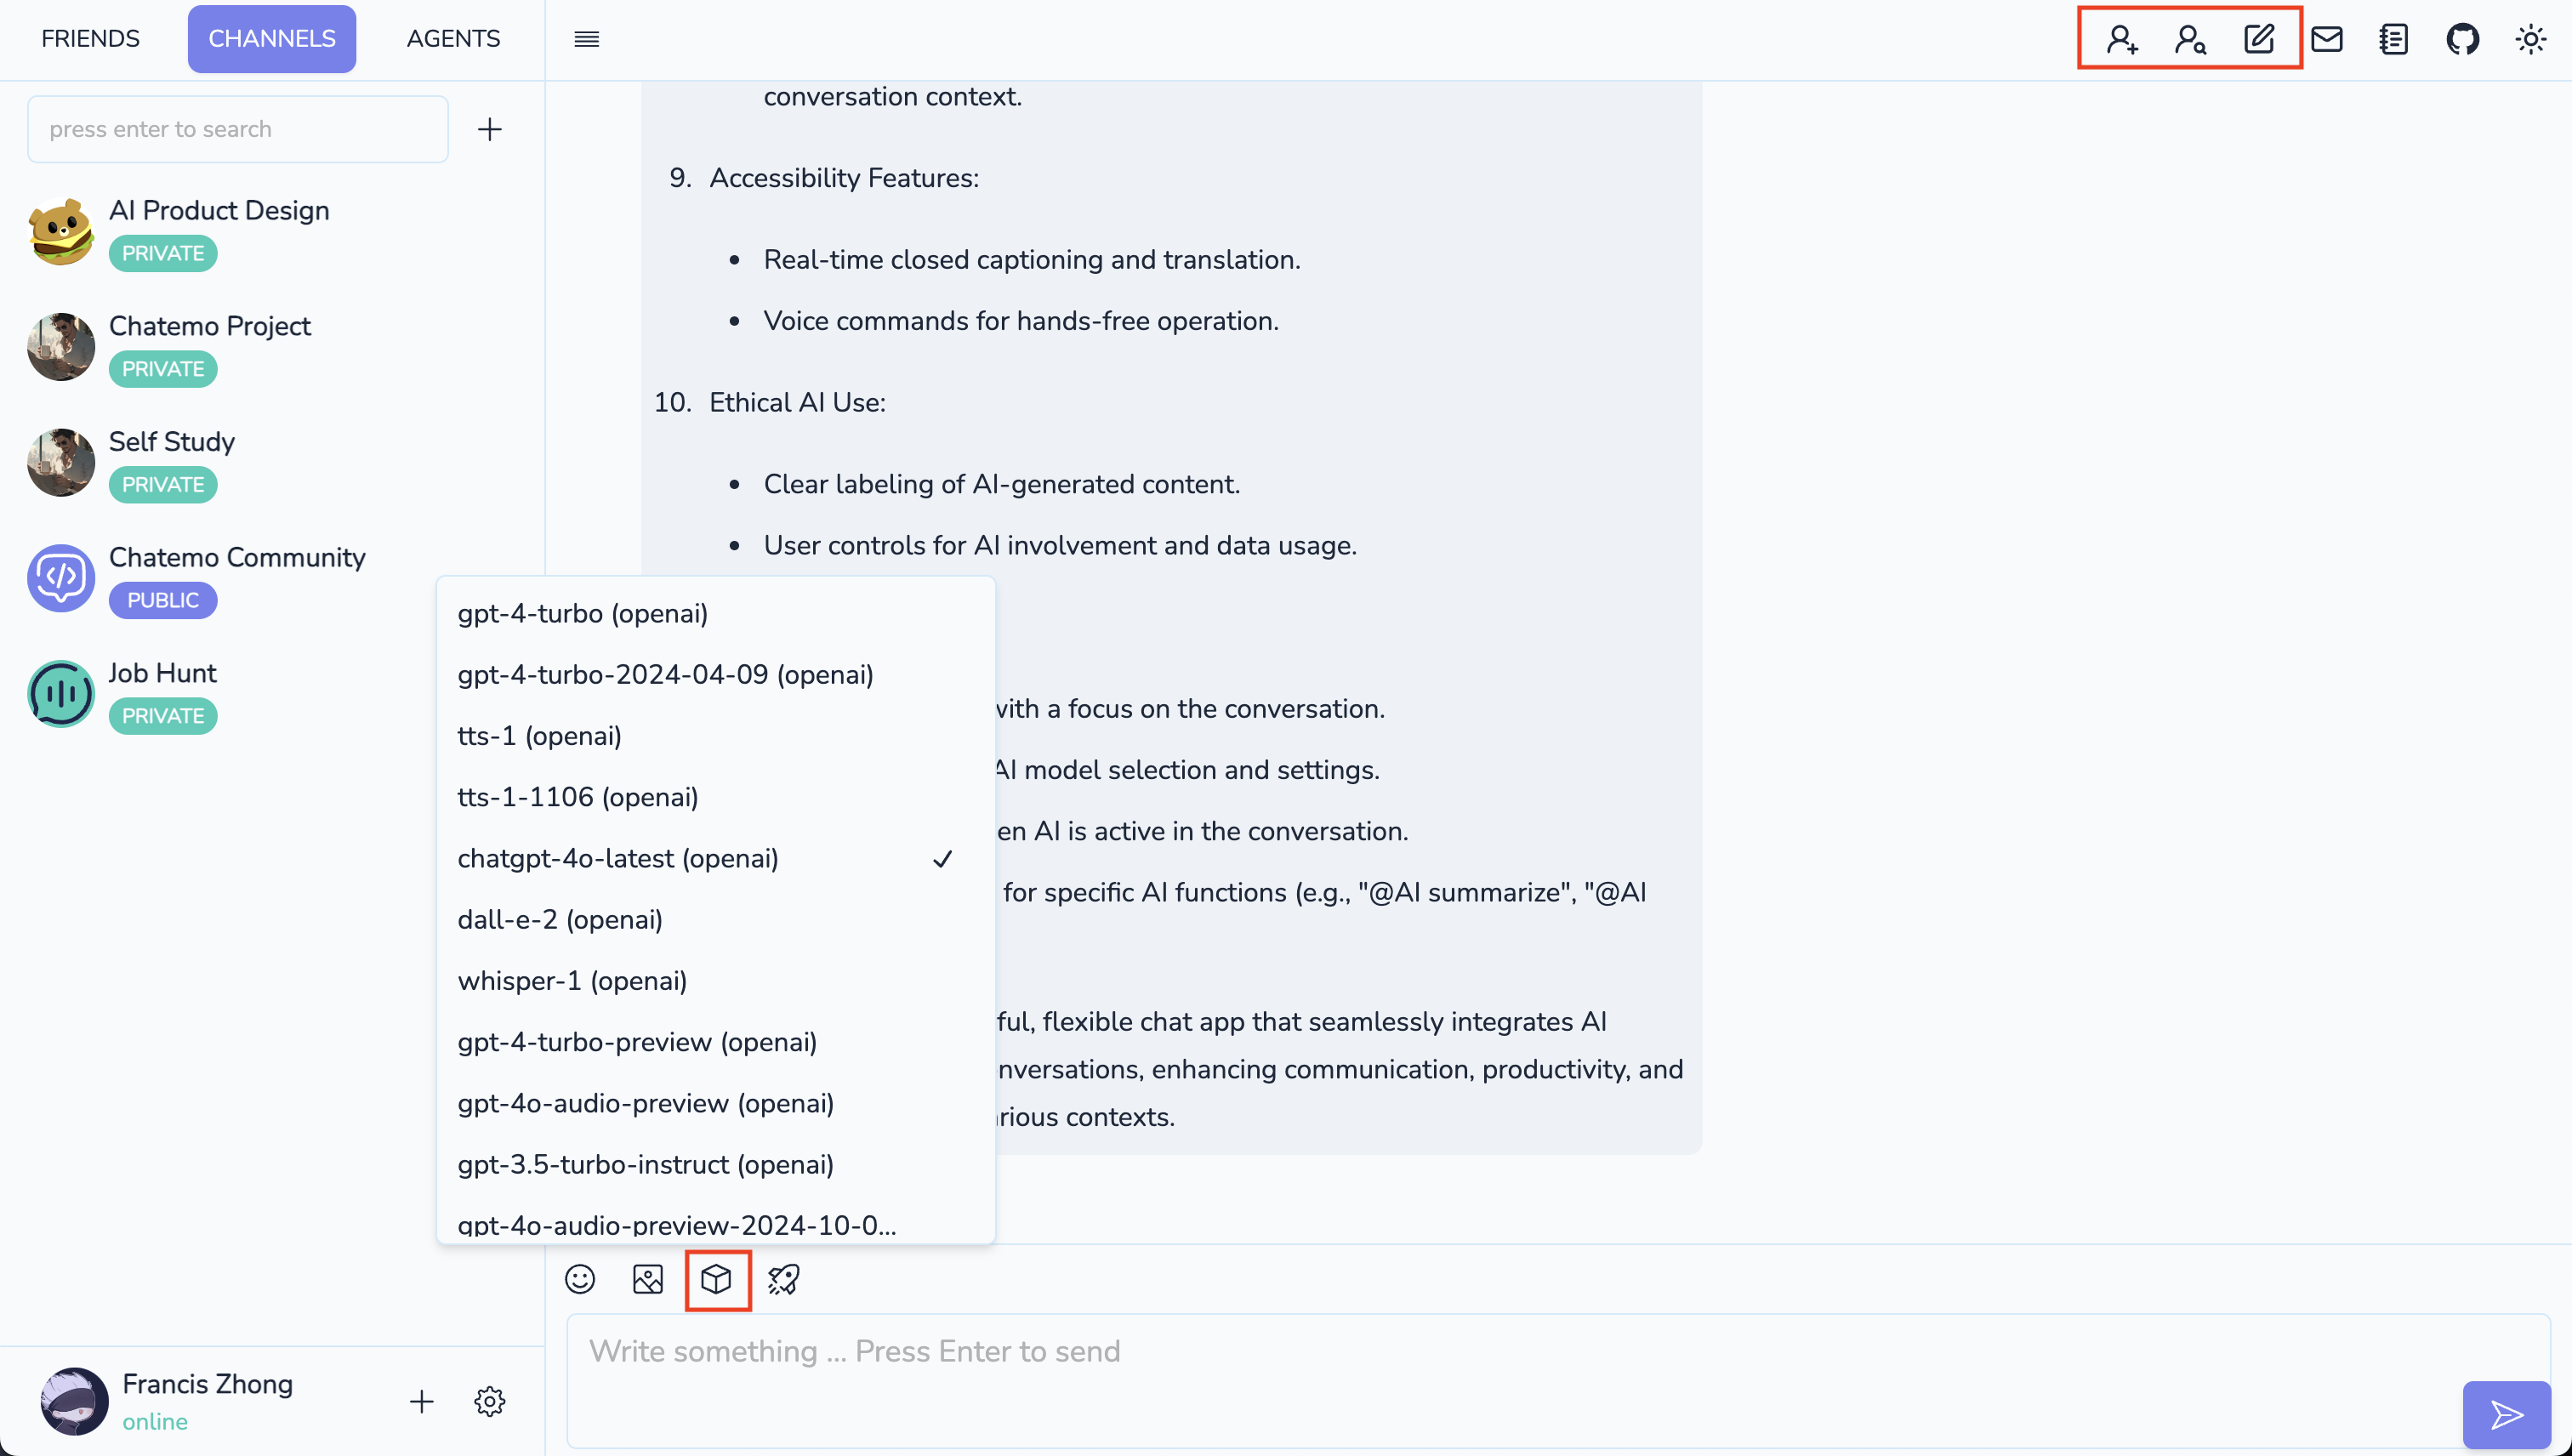 FRIENDS
CHANNELS
AGENTS
press enter to search
AI Product Design
PRIVATE
Chatemo Project
PRIVATE
Self Study
PRIVATE
Chatemo Community
PUBLIC
Job Hunt
PRIVATE
Francis Zhong
online
conversation context.
9. Accessibility Features:
• Real-time closed captioning and translation.
• Voice commands for hands-free operation.
10. Ethical AI Use:
• Clear labeling of AI-generated content.
• User controls for AI involvement and data usage.
with a focus on the conversation.
AI model selection and settings.
en AI is active in the conversation.
for specific AI functions (e.g., "@AI summarize", "@AI
ful, flexible chat app that seamlessly integrates AI
nversations, enhancing communication, productivity, and
rious contexts.
gpt-4-turbo (openai)
gpt-4-turbo-2024-04-09 (openai)
tts-1 (openai)
tts-1-1106 (openai)
chatgpt-4o-latest (openai)
dall-e-2 (openai)
whisper-1 (openai)
gpt-4-turbo-preview (openai)
gpt-4o-audio-preview (openai)
gpt-3.5-turbo-instruct (openai)
gpt-4o-audio-preview-2024-10-0...
Write something ... Press Enter to send